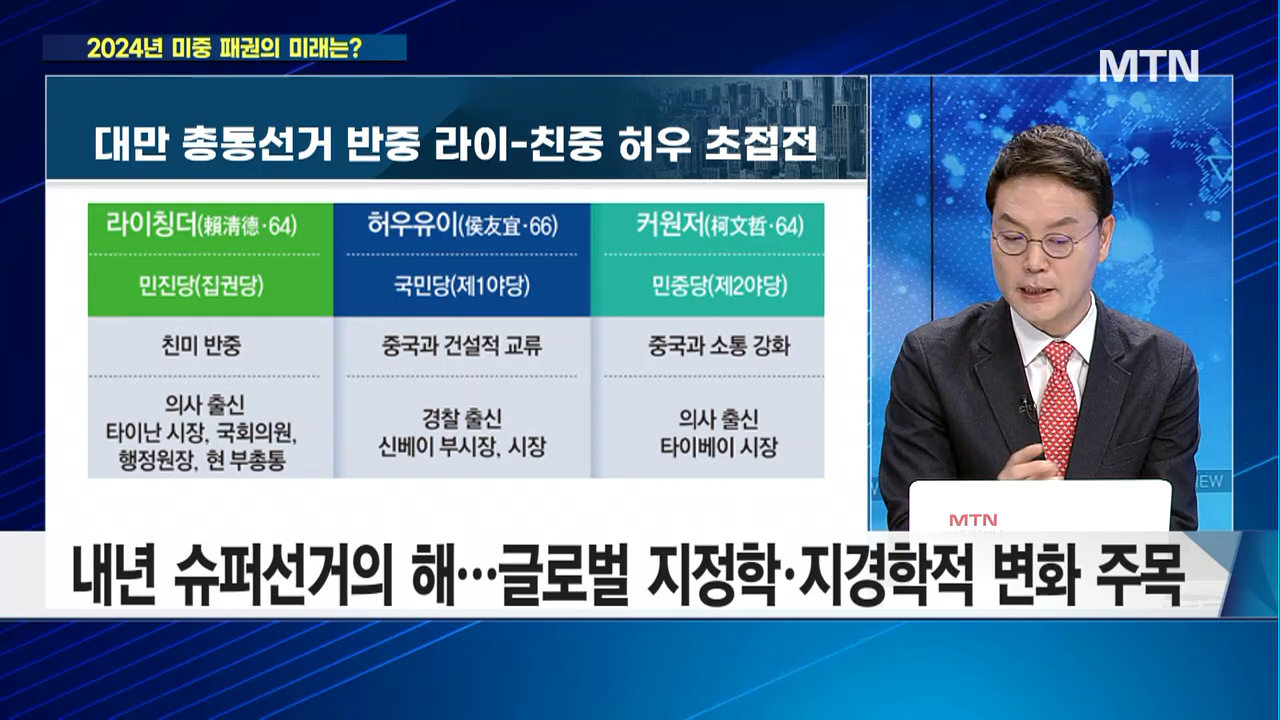 2024년 미중 패권의 미래는?
MTN
대만 총통선거 반중 라이-친중 허우 초접전
라이칭더(賴淸德·64)
허우유이(侯友宜·66)
커원저(柯文哲·64)
민진당(집권당)
국민당(제1야당)
민중당(제2야당)
친미 반중
중국과 건설적 교류
중국과 소통 강화
의사 출신
타이난 시장, 국회의원,
행정원장, 현 부총통
경찰 출신
신베이 부시장, 시장
의사 출신
타이베이 시장
MTN
내년 슈퍼선거의 해···글로벌 지정학·지경학적 변화 주목